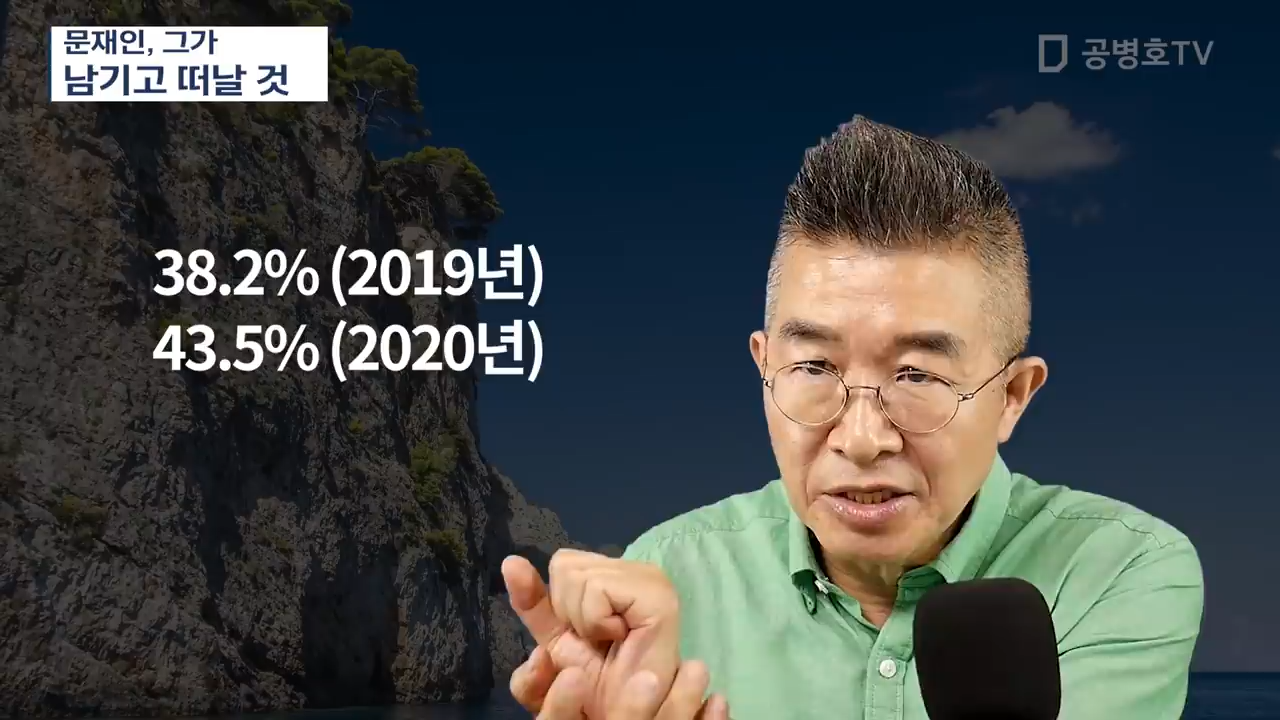 문재인, 그가
남기고 떠날 것
공병호TV
38.2% (2019년)
43.5% (2020년)